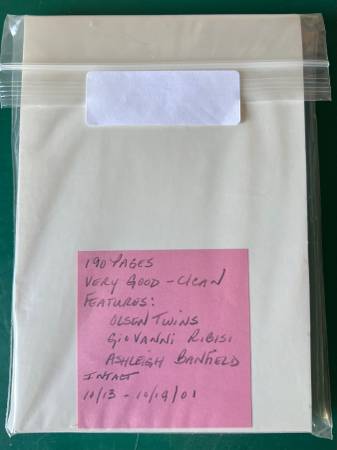 190 PAGES
VERY GOOD - CLEAN
FEATURES:
OLSEN TWINS
GIOVANNI RIBISI
ASHLEIGH BANFIELD
INTACT
10/13 - 10/19/01